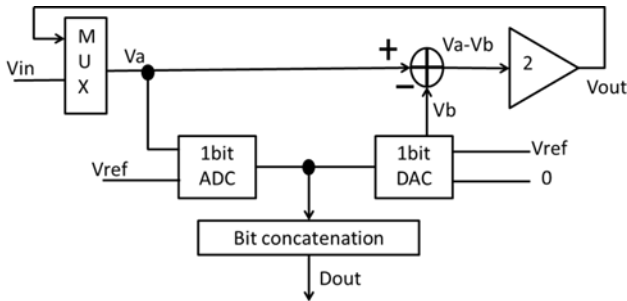 M
U
X
Vin
Va
+
−
Va-Vb
2
Vout
Vb
Vref
1bit
ADC
1bit
DAC
Vref
0
Bit concatenation
Dout